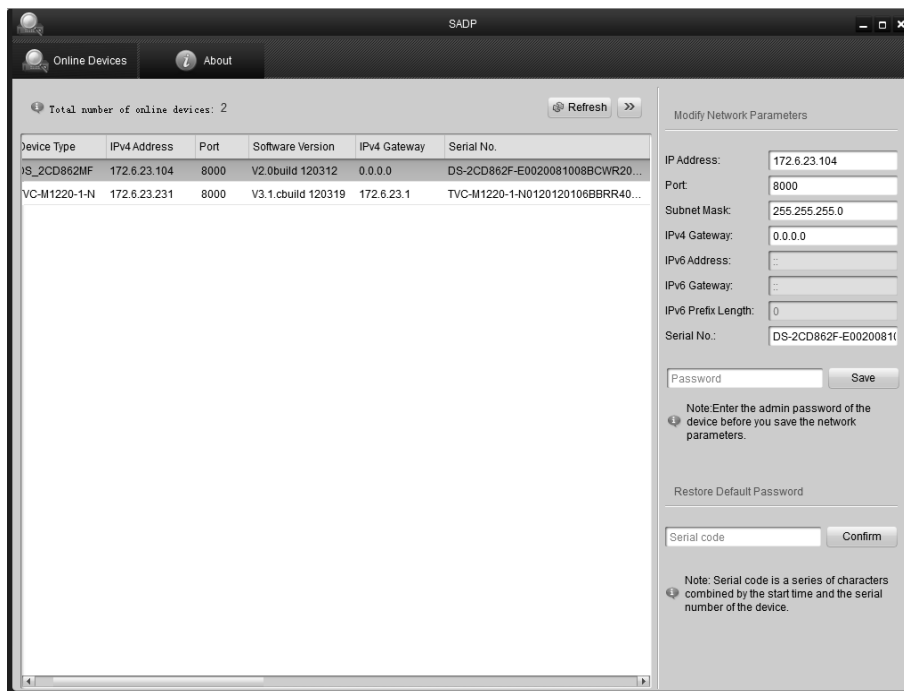 SADP
Online Devices About
Total number of online devices: 2 Refresh >>
Device Type IPv4 Address Port Software Version IPv4 Gateway Serial No.
DS_2CD862MF 172.6.23.104 8000 V2.0build 120312 0.0.0.0 DS-2CD862F-E0020081008BCWR20...
TVC-M1220-1-N 172.6.23.231 8000 V3.1.cbuild 120319 172.6.23.1 TVC-M1220-1-N0120120106BBRR40...
Modify Network Parameters
IP Address: 172.6.23.104
Port: 8000
Subnet Mask: 255.255.255.0
IPv4 Gateway: 0.0.0.0
IPv6 Address: ::
IPv6 Gateway: ::
IPv6 Prefix Length: 0
Serial No.: DS-2CD862F-E0020081(
Password Save
Note:Enter the admin password of the
device before you save the network
parameters.
Restore Default Password
Serial code Confirm
Note: Serial code is a series of characters
combined by the start time and the serial
number of the device.